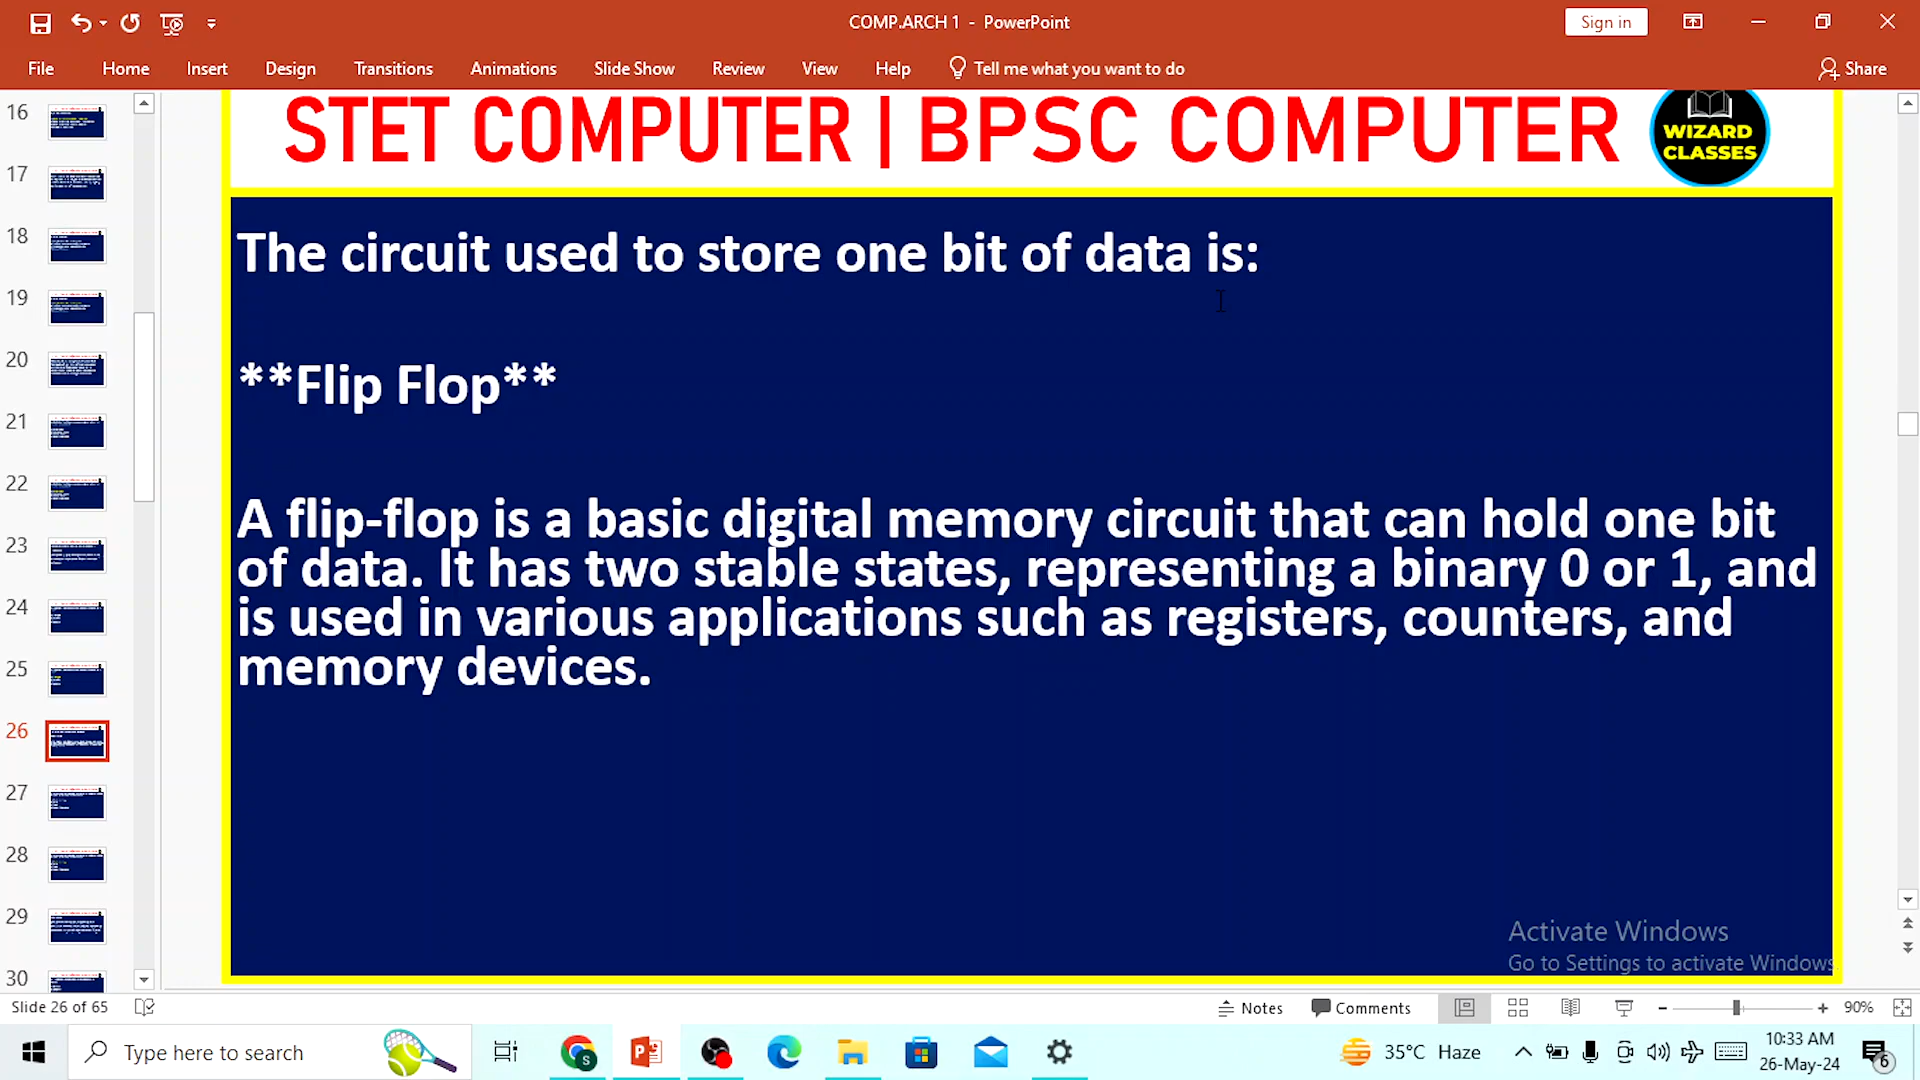 COMP.ARCH 1 - PowerPoint
Sign in
File Home Insert Design Transitions Animations Slide Show Review View Help Tell me what you want to do Share
STET COMPUTER | BPSC COMPUTER
WIZARD
CLASSES
The circuit used to store one bit of data is:
**Flip Flop**
A flip-flop is a basic digital memory circuit that can hold one bit
of data. It has two stable states, representing a binary 0 or 1, and
is used in various applications such as registers, counters, and
memory devices.
16
17
18
19
20
21
22
23
24
25
26
27
28
29
30
Activate Windows
Go to Settings to activate Windows.
Slide 26 of 65 Notes Comments 90%
Type here to search
35°C Haze
10:33 AM
26-May-24
6